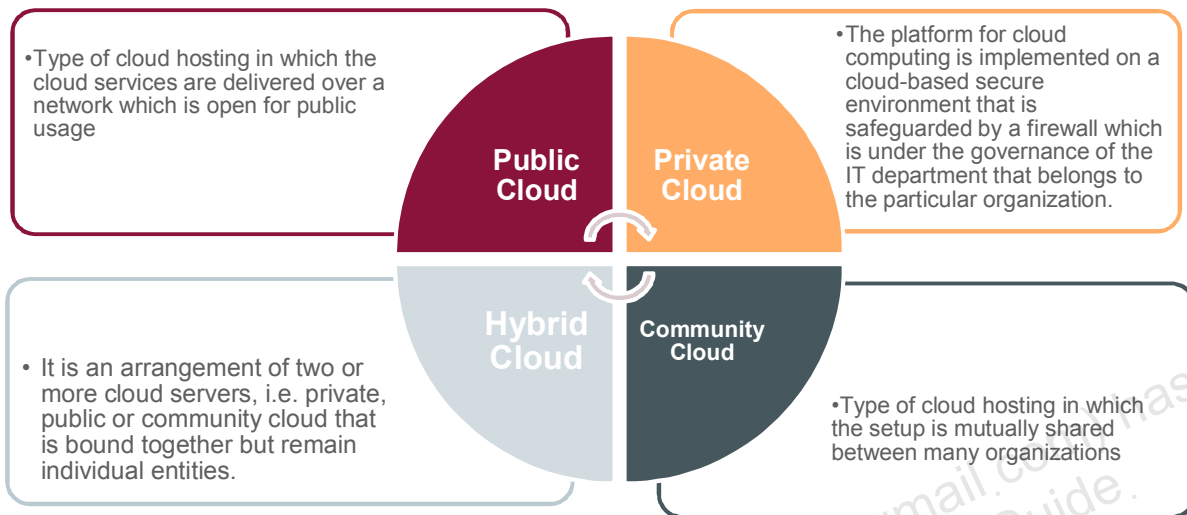 •Type of cloud hosting in which the
cloud services are delivered over a
network which is open for public
usage
Public
Cloud
Private
Cloud
•The platform for cloud
computing is implemented on a
cloud-based secure
environment that is
safeguarded by a firewall which
is under the governance of the
IT department that belongs to
the particular organization.
• It is an arrangement of two or
more cloud servers, i.e. private,
public or community cloud that
is bound together but remain
individual entities.
Hybrid
Cloud
Community
Cloud
•Type of cloud hosting in which
the setup is mutually shared
between many organizations
mail.com) has
Guide.